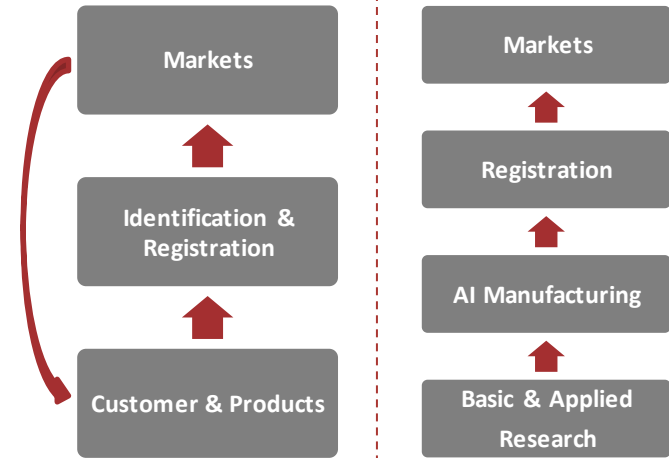 Markets
Identification &
Registration
Customer & Products
Markets
Registration
AI Manufacturing
Basic & Applied
Research